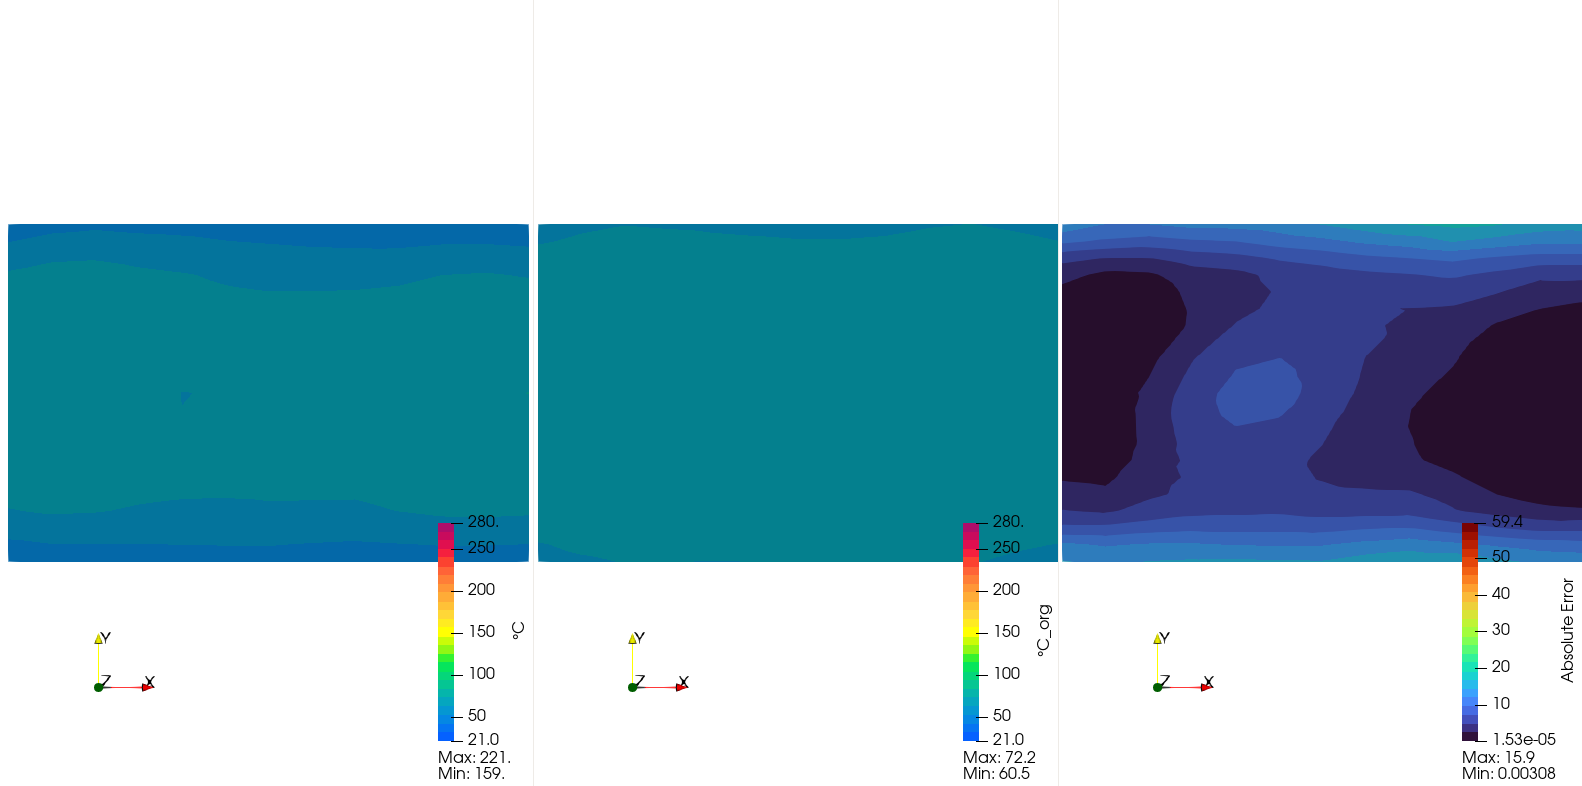 280.
250
200
150
100
50
21.0
°C
Max: 221.
Min: 159.
Y
Z
X
280.
250
200
150
100
50
21.0
°C_org
Max: 72.2
Min: 60.5
Y
Z
X
59.4
50
40
30
20
10
1.53e-05
Absolute Error
Max: 15.9
Min: 0.00308
Y
Z
X